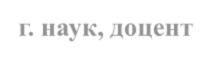 г. наук, доцент